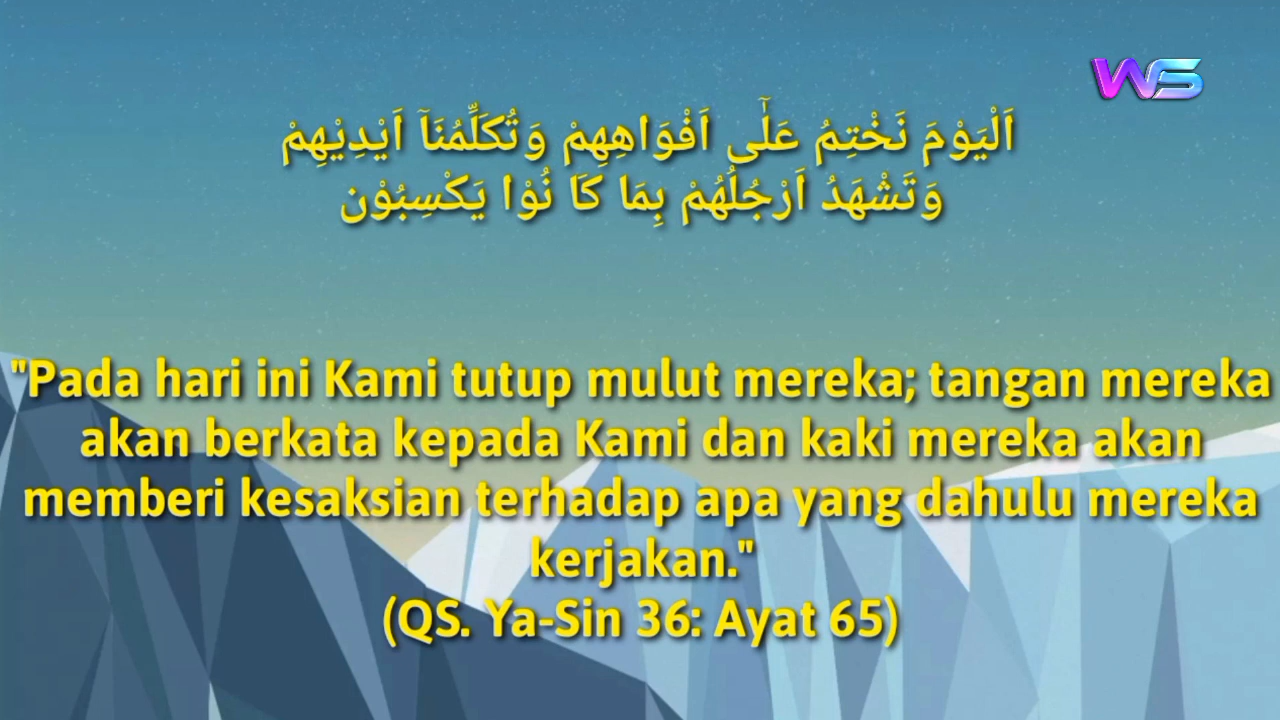 WS
اَلْيَوْمَ نَخْتِمُ عَلٰٓى اَفْوَاهِهِمْ وَتُكَلِّمُنَاۤ اَيْدِيْهِمْ
وَتَشْهَدُ اَرْجُلُهُمْ بِمَا كَا نُوْا يَكْسِبُوْن
"Pada hari ini Kami tutup mulut mereka; tangan mereka
akan berkata kepada Kami dan kaki mereka akan
memberi kesaksian terhadap apa yang dahulu mereka
kerjakan."
(QS. Ya-Sin 36: Ayat 65)